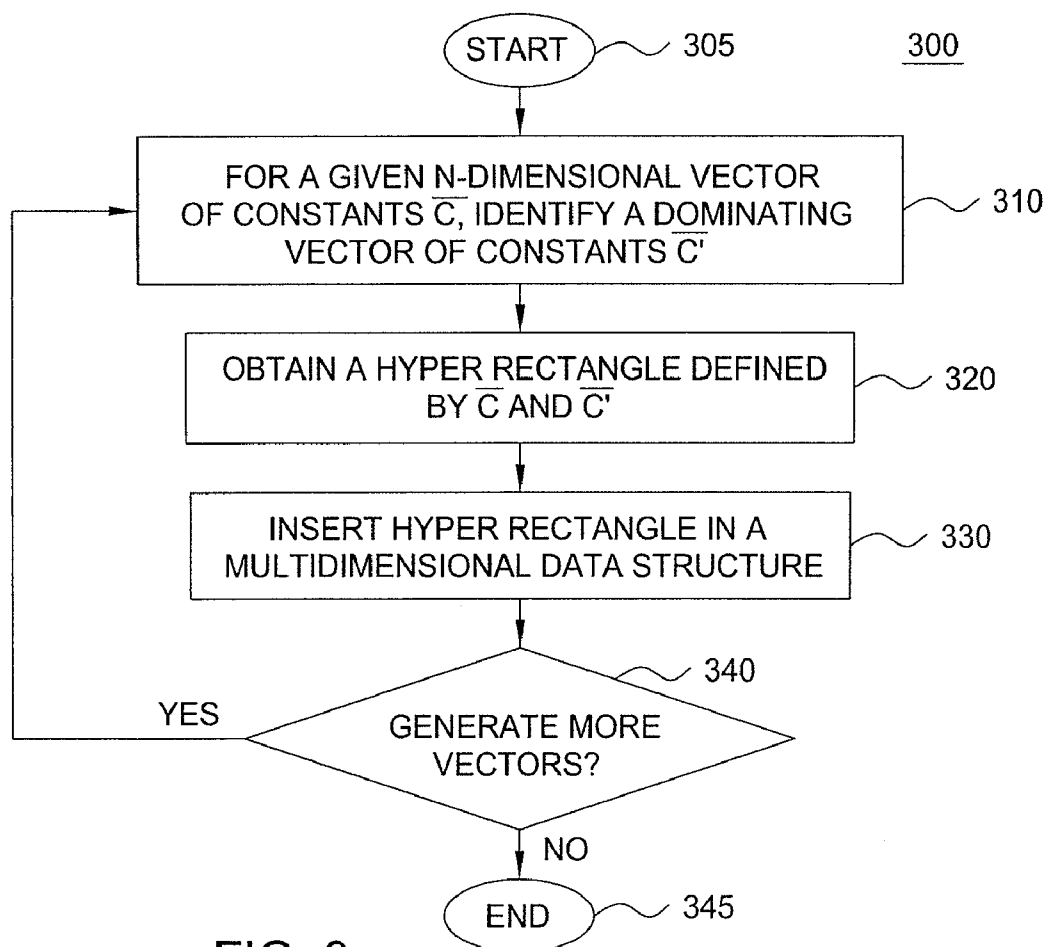 START
305
300
FOR A GIVEN N-DIMENSIONAL VECTOR
OF CONSTANTS C̅, IDENTIFY A DOMINATING
VECTOR OF CONSTANTS C̅'
310
OBTAIN A HYPER RECTANGLE DEFINED
BY C̅ AND C̅'
320
INSERT HYPER RECTANGLE IN A
MULTIDIMENSIONAL DATA STRUCTURE
330
340
YES
GENERATE MORE
VECTORS?
NO
END
345
FIG.